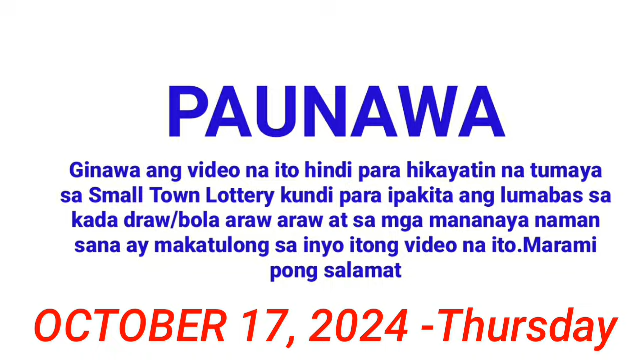 PAUNAWA
Ginawa ang video na ito hindi para hikayatin na tumaya
sa Small Town Lottery kundi para ipakita ang lumabas sa
kada draw/bola araw araw at sa mga mananaya naman
sana ay makatulong sa inyo itong video na ito.Marami
pong salamat
OCTOBER 17, 2024 -Thursday